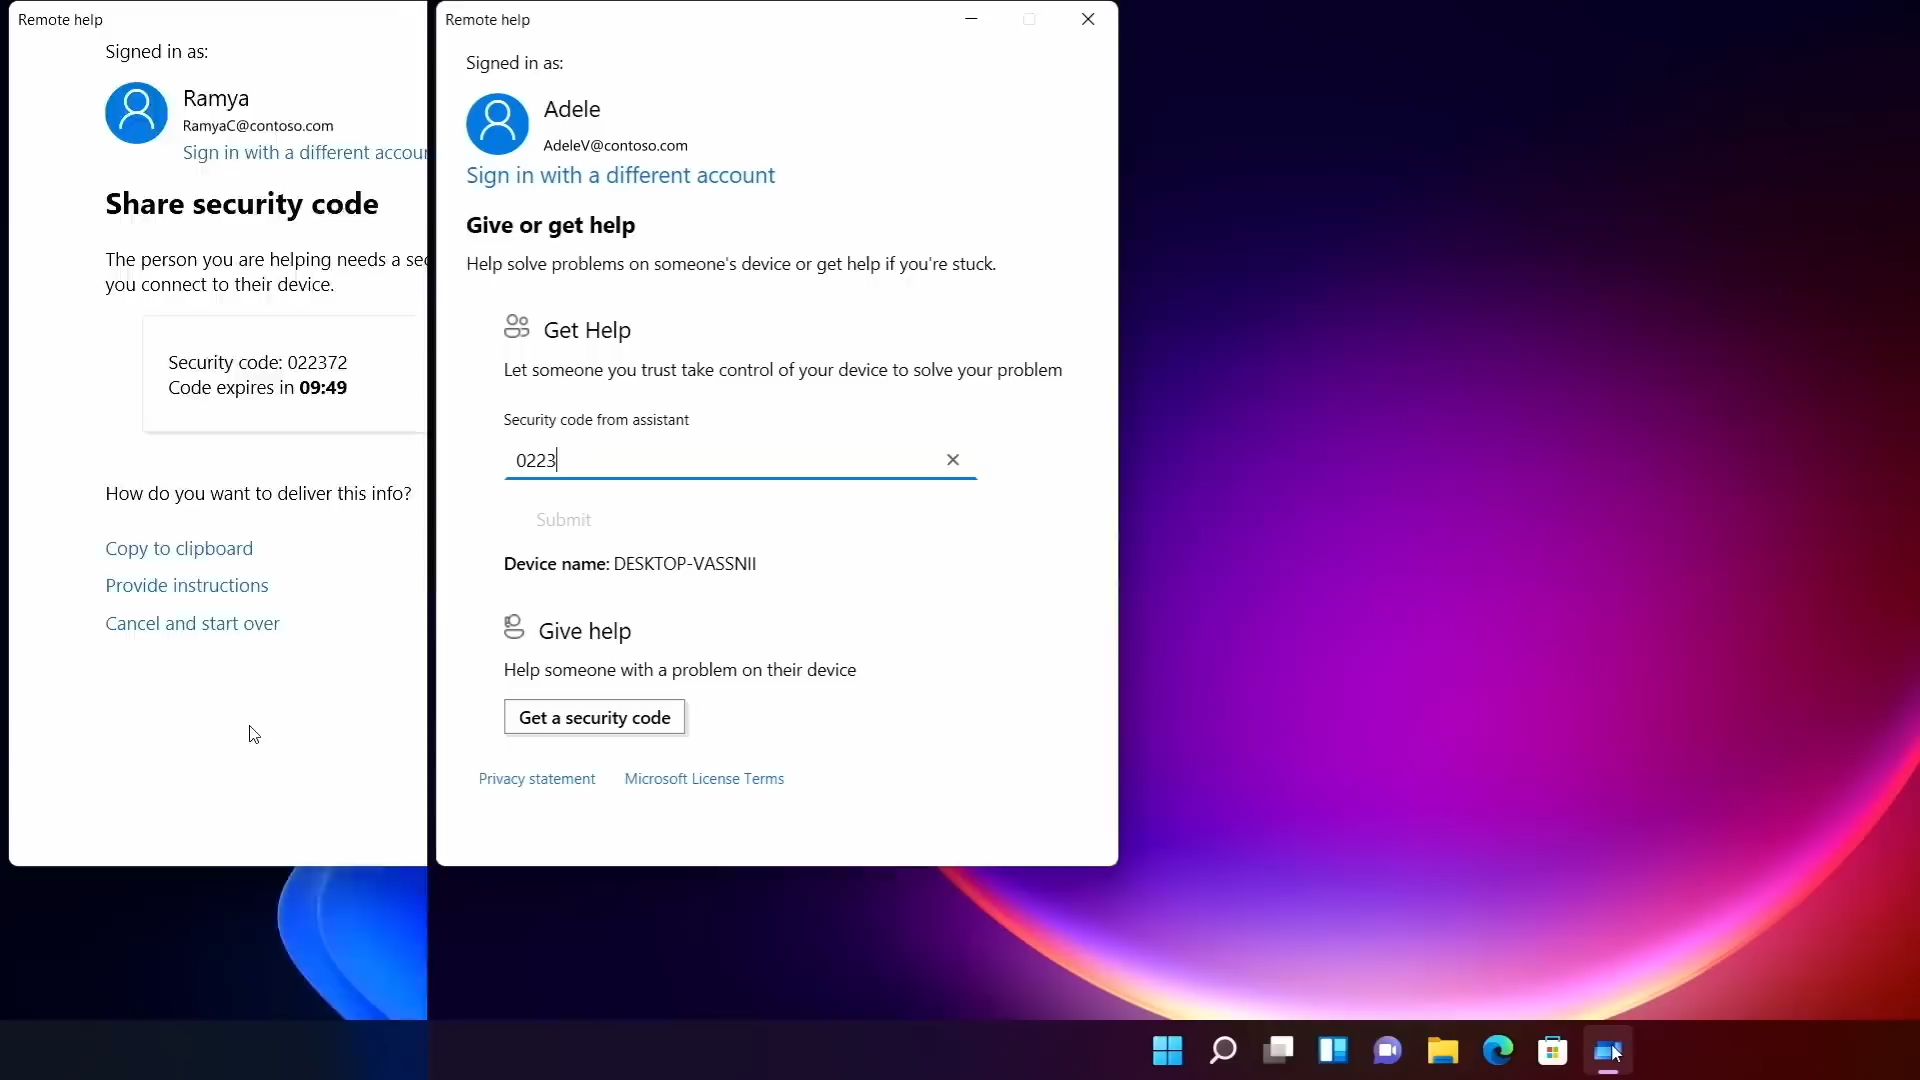 Remote help
Signed in as:
Ramya
RamyaC@contoso.com
Sign in with a different accour
Share security code
The person you are helping needs a sec
you connect to their device.
Security code: 022372
Code expires in 09:49
How do you want to deliver this info?
Copy to clipboard
Provide instructions
Cancel and start over
Remote help
Signed in as:
Adele
AdeleV@contoso.com
Sign in with a different account
Give or get help
Help solve problems on someone's device or get help if you're stuck.
Get Help
Let someone you trust take control of your device to solve your problem
Security code from assistant
0223
Submit
Device name: DESKTOP-VASSNII
Give help
Help someone with a problem on their device
Get a security code
Privacy statement Microsoft License Terms